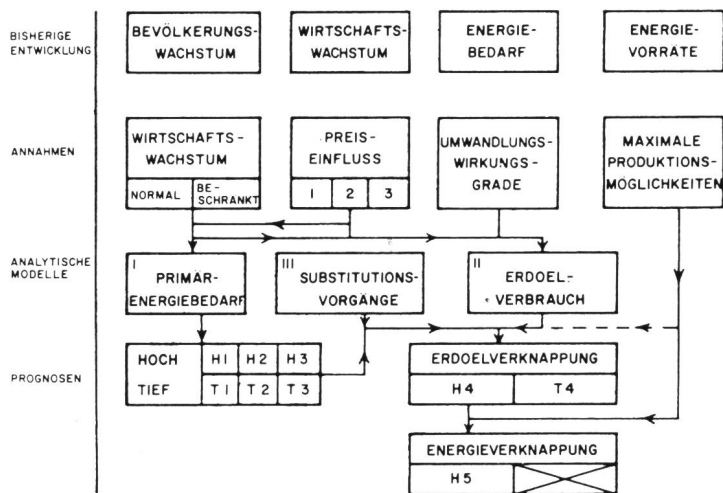 BISHERIGE
ENTWICKLUNG
BEVÖLKERUNGS-
WACHSTUM
WIRTSCHAFTS-
WACHSTUM
ENERGIE-
BEDARF
ENERGIE-
VORRÄTE
ANNAHMEN
WIRTSCHAFTS-
WACHSTUM
NORMAL
BE-
SCHRANKT
PREIS-
EINFLUSS
1 2 3
UMWANDLUNGS-
WIRKUNGS-
GRADE
MAXIMALE
PRODUKTIONS-
MÖGLICHKEITEN
ANALYTISCHE
MODELLE
I
PRIMÄR-
ENERGIEBEDARF
III
SUBSTITUTIONS-
VORGÄNGE
II
ERDOEL-
VERBRAUCH
PROGNOSEN
HOCH H1 H2 H3
TIEF T1 T2 T3
ERDOELVERKNAPPUNG
H4 T4
ENERGIEVERKNAPPUNG
H5